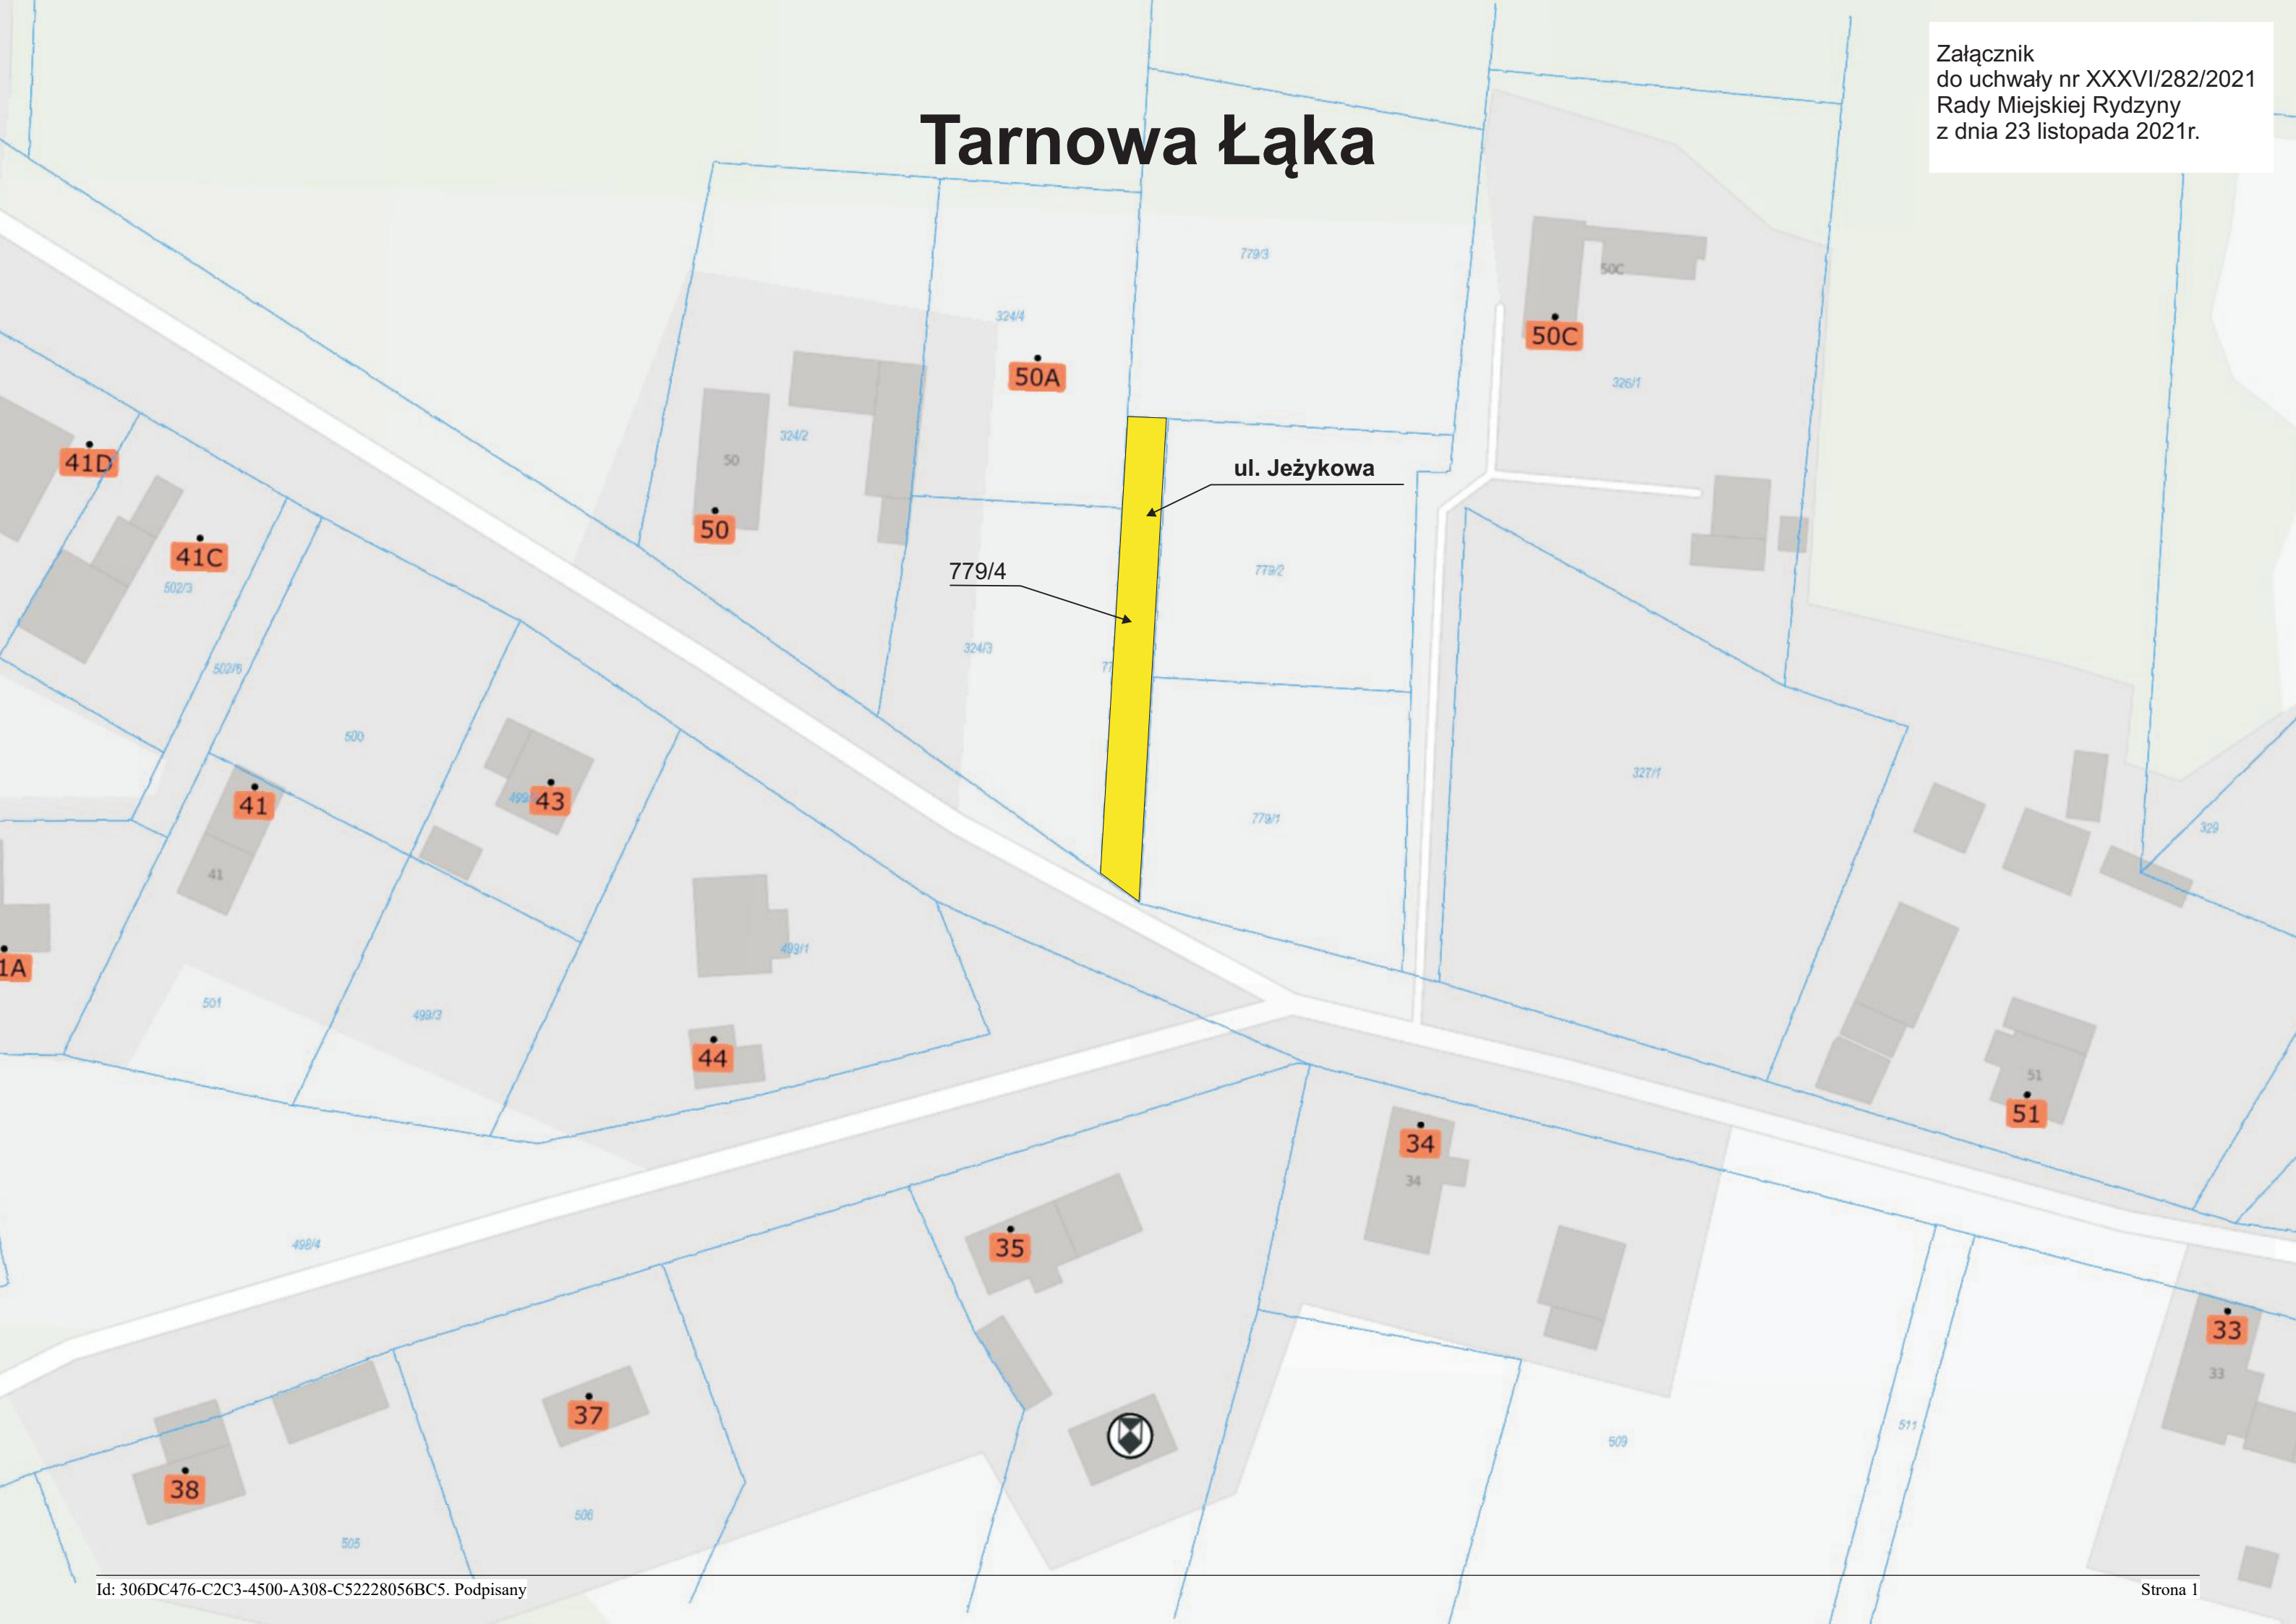 Załącznik
do uchwały nr XXXVI/282/2021
Rady Miejskiej Rydzyny
z dnia 23 listopada 2021r.
Tarnowa Łąka
779/3
50C
50C
324/4
50A
326/1
324/2
50
50
41D
ul. Jeżykowa
41C
502/3
779/4
779/2
324/3
502/6
500
327/1
41
43
779/1
329
41
499/1
1A
501
499/3
44
51
51
34
34
498/4
35
33
33
37
511
509
38
506
505
Id: 306DC476-C2C3-4500-A308-C52228056BC5. Podpisany
Strona 1